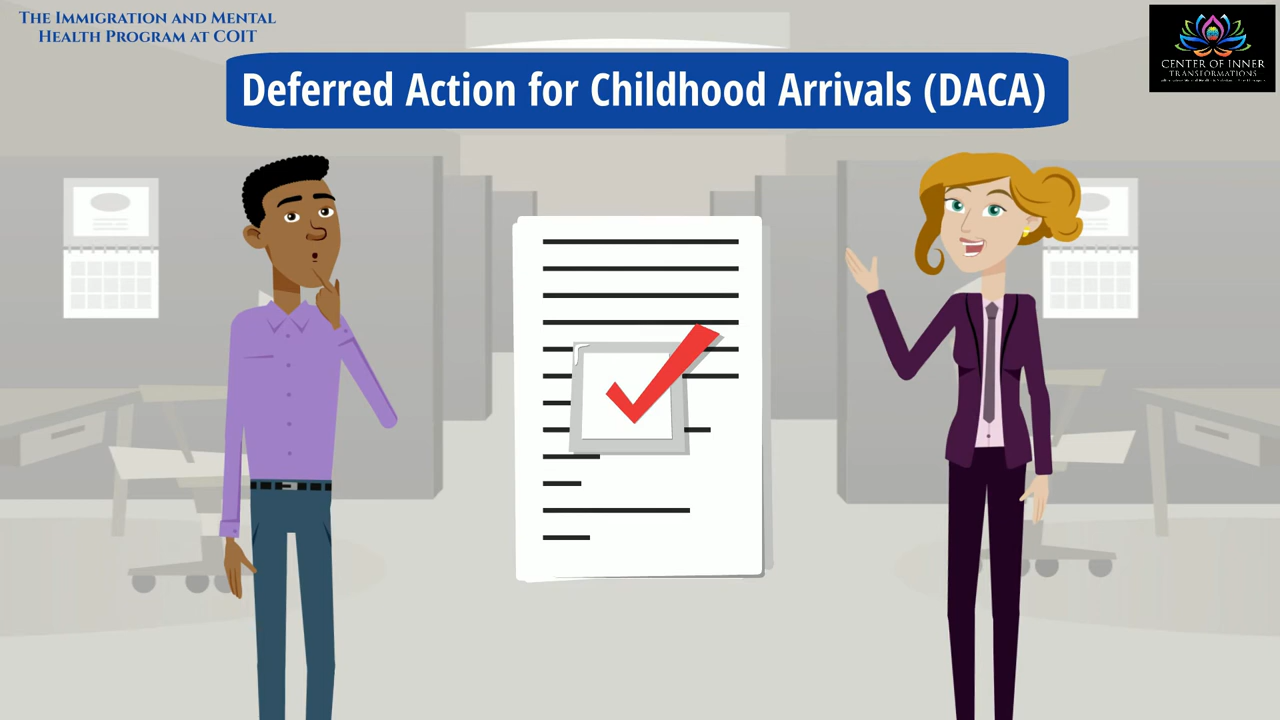 The Immigration and Mental
Health Program at COIT
Deferred Action for Childhood Arrivals (DACA)
CENTER OF INNER
TRANSFORMATIONS